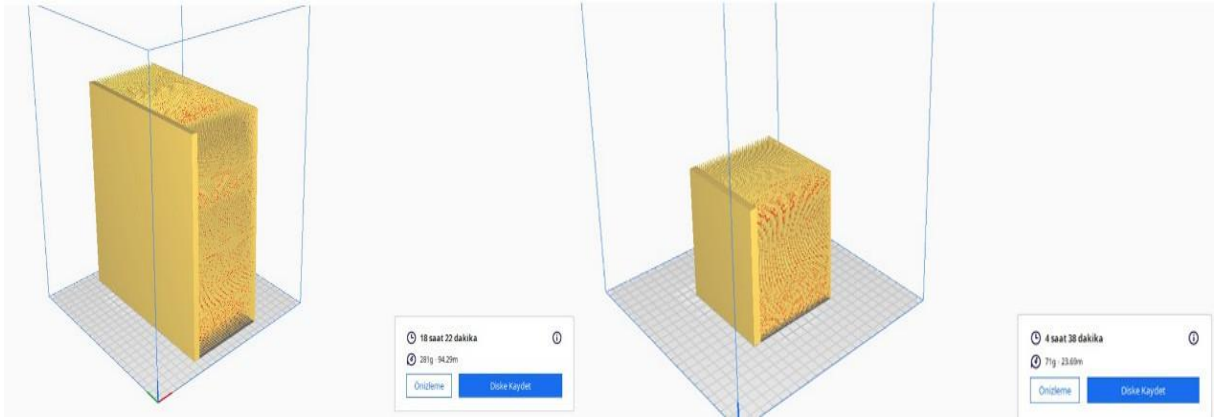 18 saat 22 dakika
281g · 94.29m
Önizleme
Diske Kaydet
4 saat 38 dakika
71g · 23.69m
Önizleme
Diske Kaydet